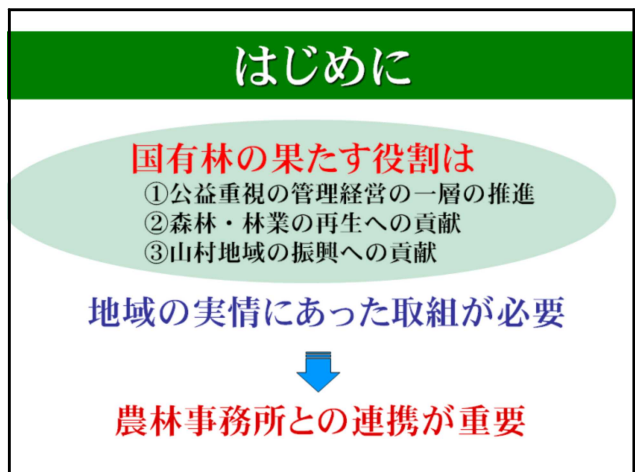 はじめに
国有林の果たす役割は
①公益重視の管理経営の一層の推進
②森林・林業の再生への貢献
③山村地域の振興への貢献
地域の実情にあった取組が必要
農林事務所との連携が重要